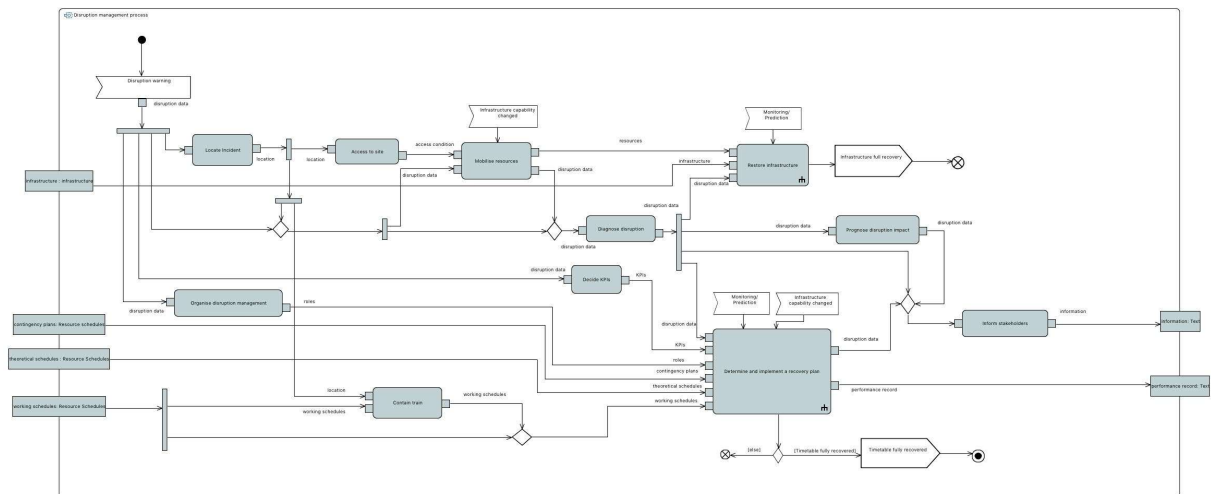 Disruption management process
Disruption warning
disruption data
Infrastructure capability
changed
Monitoring/
Prediction
Locate Incident
location
location
Access to site
access condition
disruption data
Mobilise resources
resources
disruption data
infrastructure
disruption data
Restore infrastructure
Infrastructure full recovery
infrastructure : Infrastructure
disruption data
Diagnose disruption
disruption data
disruption data
Prognose disruption impact
disruption data
disruption data
Decide KPIs
KPIs
disruption data
Organise disruption management
roles
Monitoring/
Prediction
Infrastructure
capability changed
contingency plans: Resource schedules
theoretical schedules : Resource Schedules
working schedules: Resource Schedules
disruption data
KPIs
roles
contingency plans
theoretical schedules
working schedules
Determine and implement a recovery plan
disruption data
performance record
Inform stakeholders
information
information: Text
performance record: Text
location
working schedules
Contain train
working schedules
[else]
[Timetable fully recovered]
Timetable fully recovered